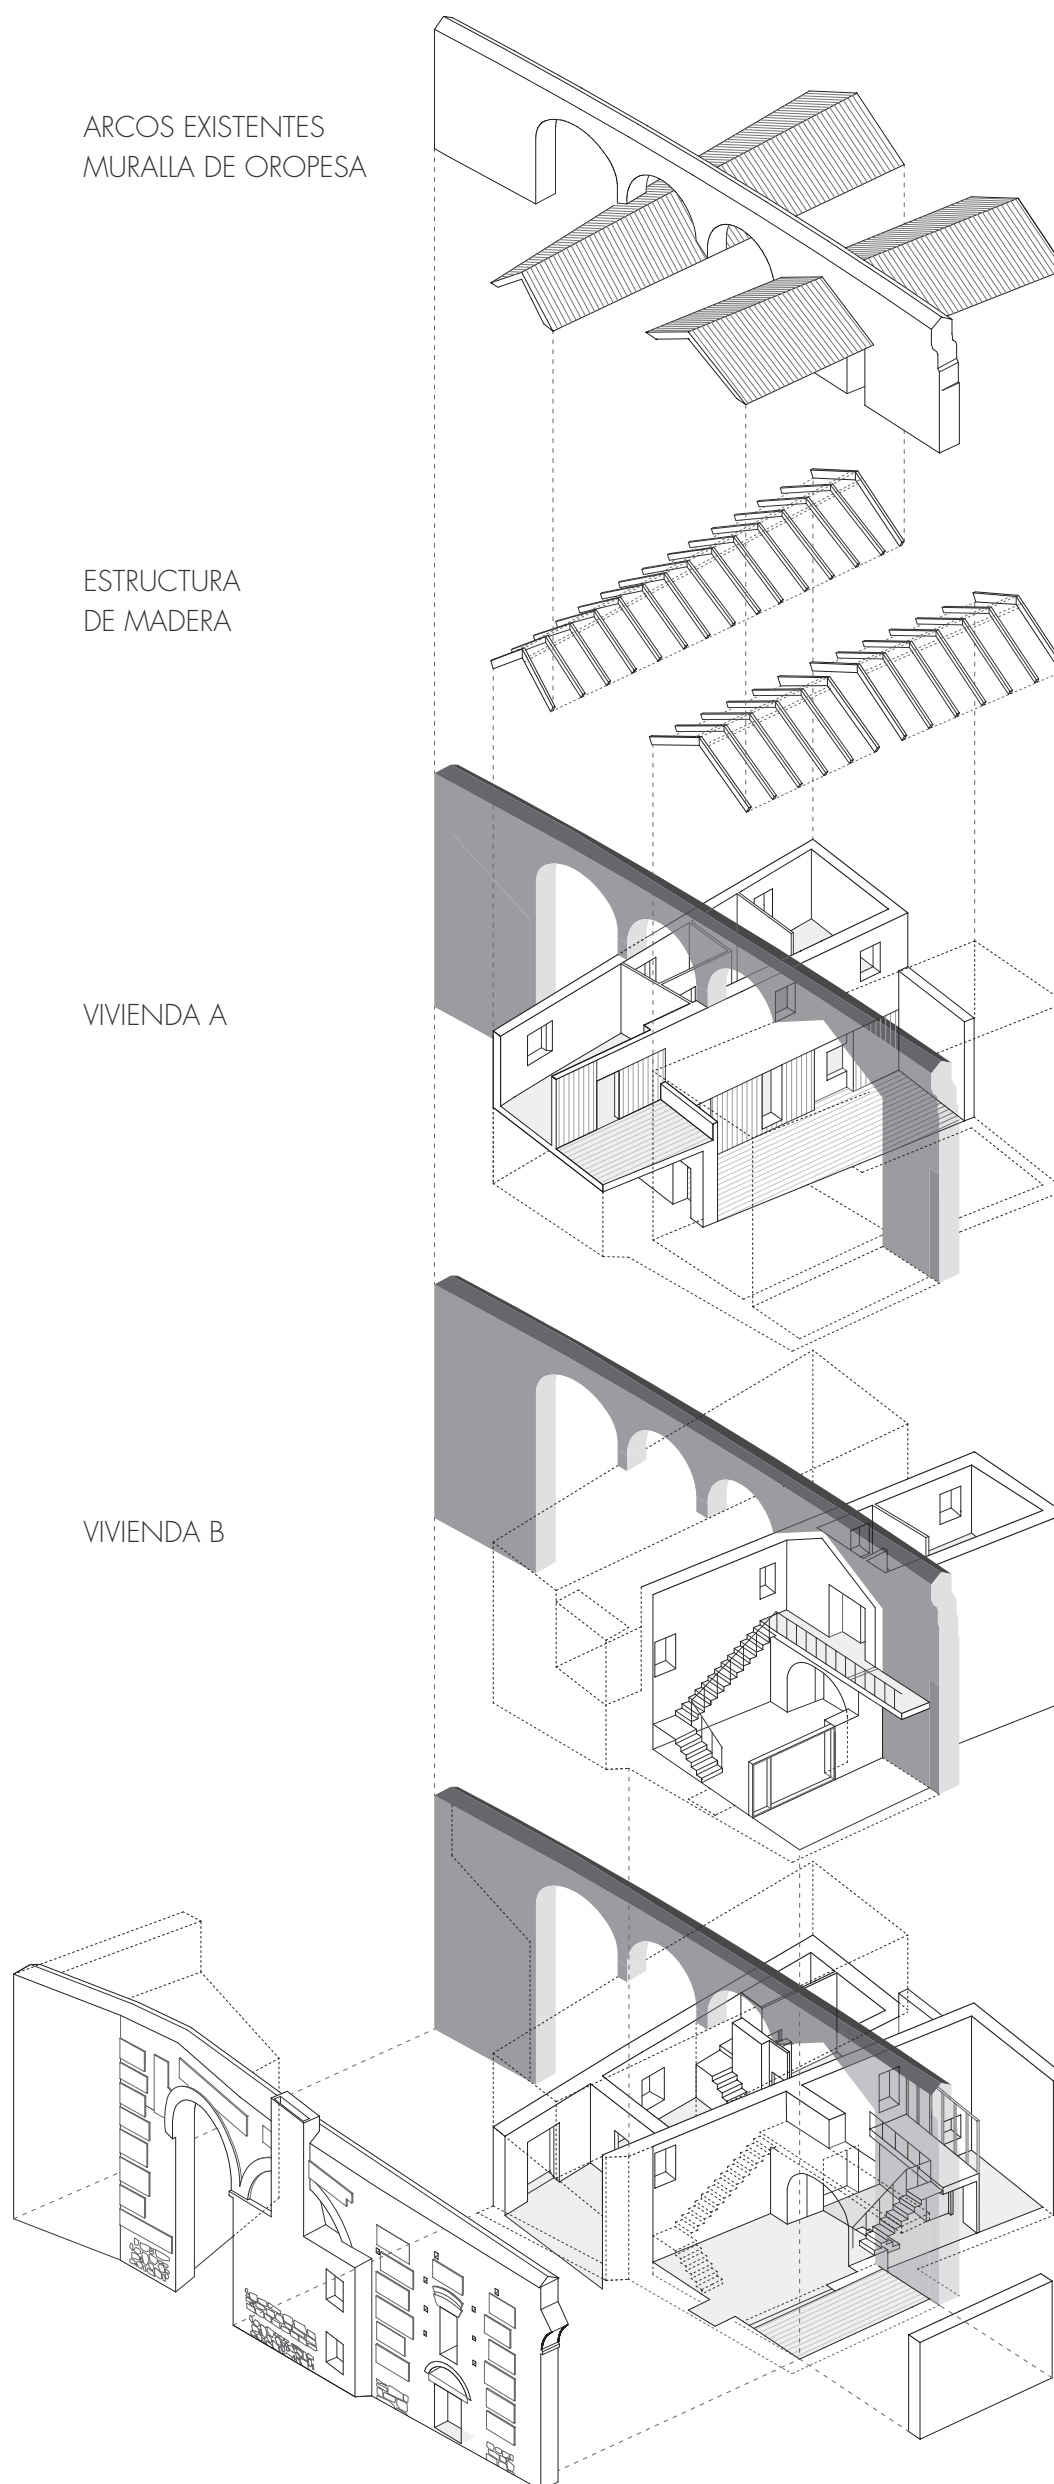 ARCOS EXISTENTES
MURALLA DE OROPESA
ESTRUCTURA
DE MADERA
VIVIENDA A
VIVIENDA B